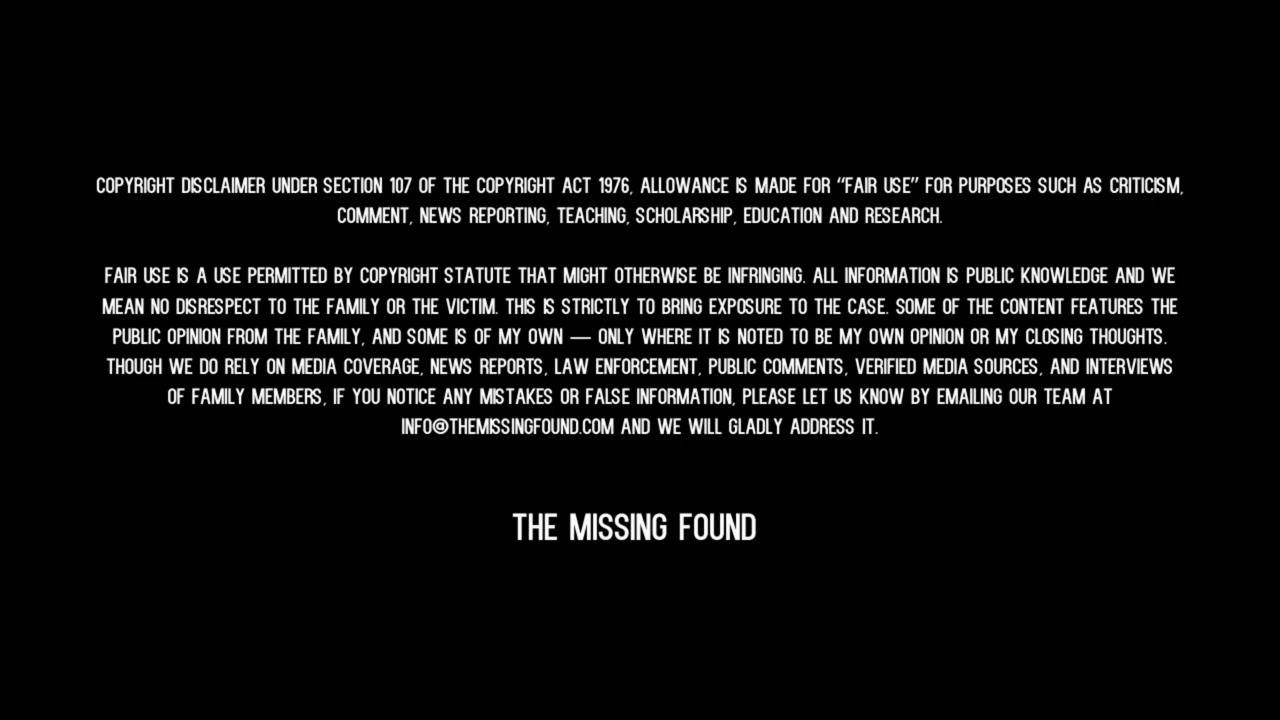 COPYRIGHT DISCLAIMER UNDER SECTION 107 OF THE COPYRIGHT ACT 1976, ALLOWANCE IS MADE FOR “FAIR USE” FOR PURPOSES SUCH AS CRITICISM,
COMMENT, NEWS REPORTING, TEACHING, SCHOLARSHIP, EDUCATION AND RESEARCH.
FAIR USE IS A USE PERMITTED BY COPYRIGHT STATUTE THAT MIGHT OTHERWISE BE INFRINGING. ALL INFORMATION IS PUBLIC KNOWLEDGE AND WE
MEAN NO DISRESPECT TO THE FAMILY OR THE VICTIM. THIS IS STRICTLY TO BRING EXPOSURE TO THE CASE. SOME OF THE CONTENT FEATURES THE
PUBLIC OPINION FROM THE FAMILY, AND SOME IS OF MY OWN — ONLY WHERE IT IS NOTED TO BE MY OWN OPINION OR MY CLOSING THOUGHTS.
THOUGH WE DO RELY ON MEDIA COVERAGE, NEWS REPORTS, LAW ENFORCEMENT, PUBLIC COMMENTS, VERIFIED MEDIA SOURCES, AND INTERVIEWS
OF FAMILY MEMBERS, IF YOU NOTICE ANY MISTAKES OR FALSE INFORMATION, PLEASE LET US KNOW BY EMAILING OUR TEAM AT
INFO@THEMISSINGFOUND.COM AND WE WILL GLADLY ADDRESS IT.
THE MISSING FOUND